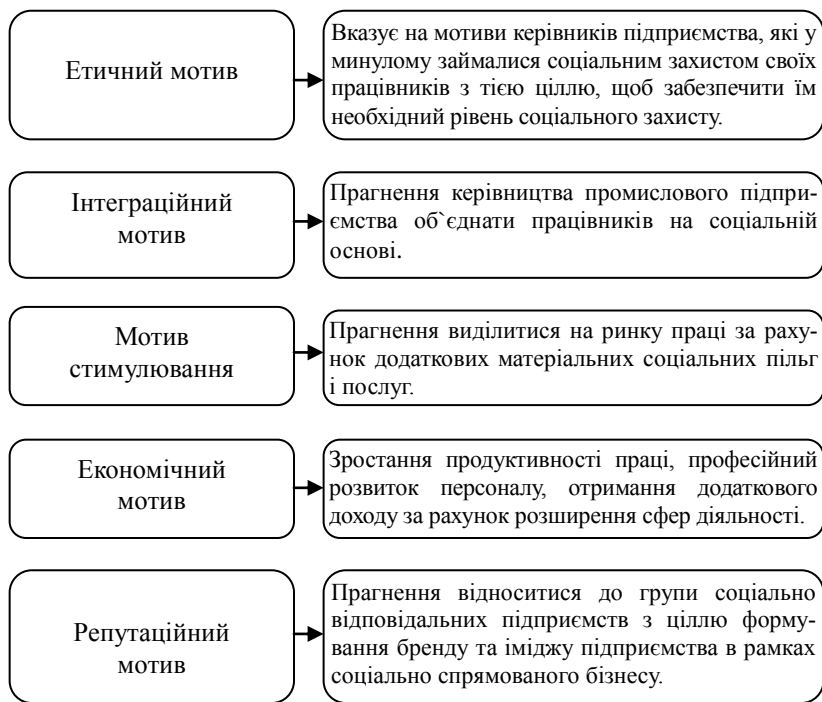 Етичний мотив
Вказує на мотиви керівників підприємства, які у
минулому займалися соціальним захистом своїх
працівників з тією ціллю, щоб забезпечити їм
необхідний рівень соціального захисту.
Інтеграційний
мотив
Прагнення керівництва промислового підпри-
ємства об`єднати працівників на соціальній
основі.
Мотив
стимулювання
Прагнення виділитися на ринку праці за раху-
нок додаткових матеріальних соціальних пільг
і послуг.
Економічний
мотив
Зростання продуктивності праці, професійний
розвиток персоналу, отримання додаткового
доходу за рахунок розширення сфер діяльності.
Репутаційний
мотив
Прагнення відноситися до групи соціально
відповідальних підприємств з ціллю форму-
вання бренду та іміджу підприємства в рамках
соціально спрямованого бізнесу.